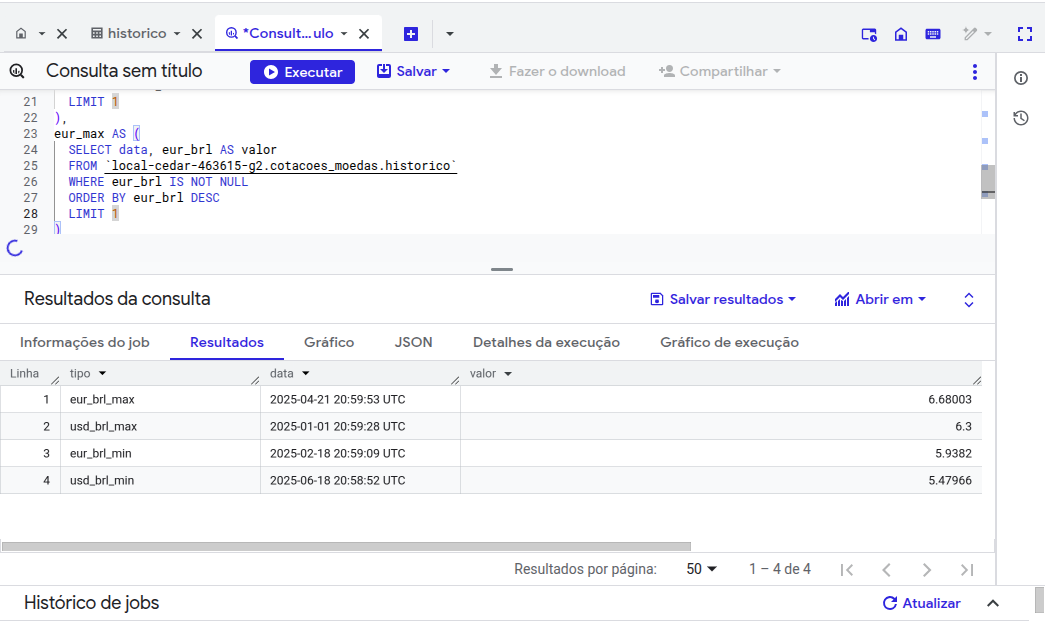 historico
*Consult...ulo
Consulta sem título
Executar
Salvar
Fazer o download
Compartilhar
21 LIMIT 1
22 ),
23 eur_max AS (
24 SELECT data, eur_brl AS valor
25 FROM `local-cedar-463615-g2.cotacoes_moedas.historico`
26 WHERE eur_brl IS NOT NULL
27 ORDER BY eur_brl DESC
28 LIMIT 1
29 )
Resultados da consulta
Salvar resultados
Abrir em
Informações do job Resultados Gráfico JSON Detalhes da execução Gráfico de execução
Linha tipo data valor
1 eur_brl_max 2025-04-21 20:59:53 UTC 6.68003
2 usd_brl_max 2025-01-01 20:59:28 UTC 6.3
3 eur_brl_min 2025-02-18 20:59:09 UTC 5.9382
4 usd_brl_min 2025-06-18 20:58:52 UTC 5.47966
Resultados por página: 50 1 – 4 de 4
Histórico de jobs
Atualizar